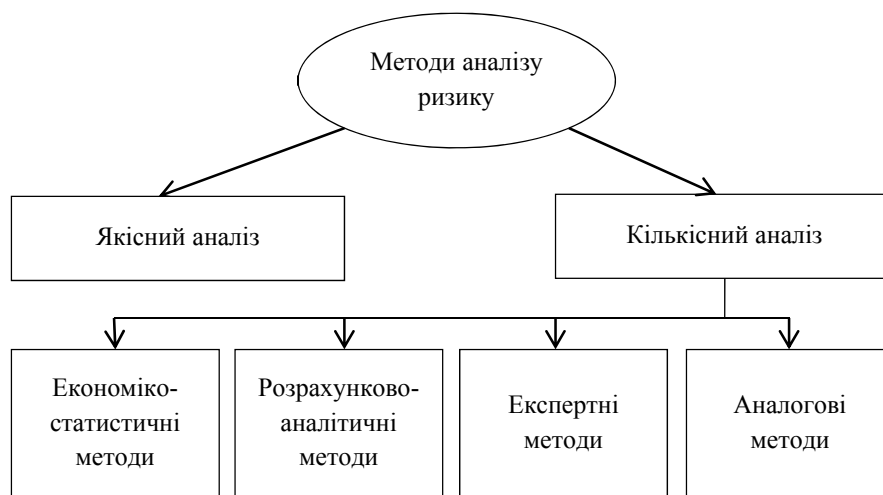 Методи аналізу
ризику
Якісний аналіз
Кількісний аналіз
Економіко-
статистичні
методи
Розрахунково-
аналітичні
методи
Експертні
методи
Аналогові
методи